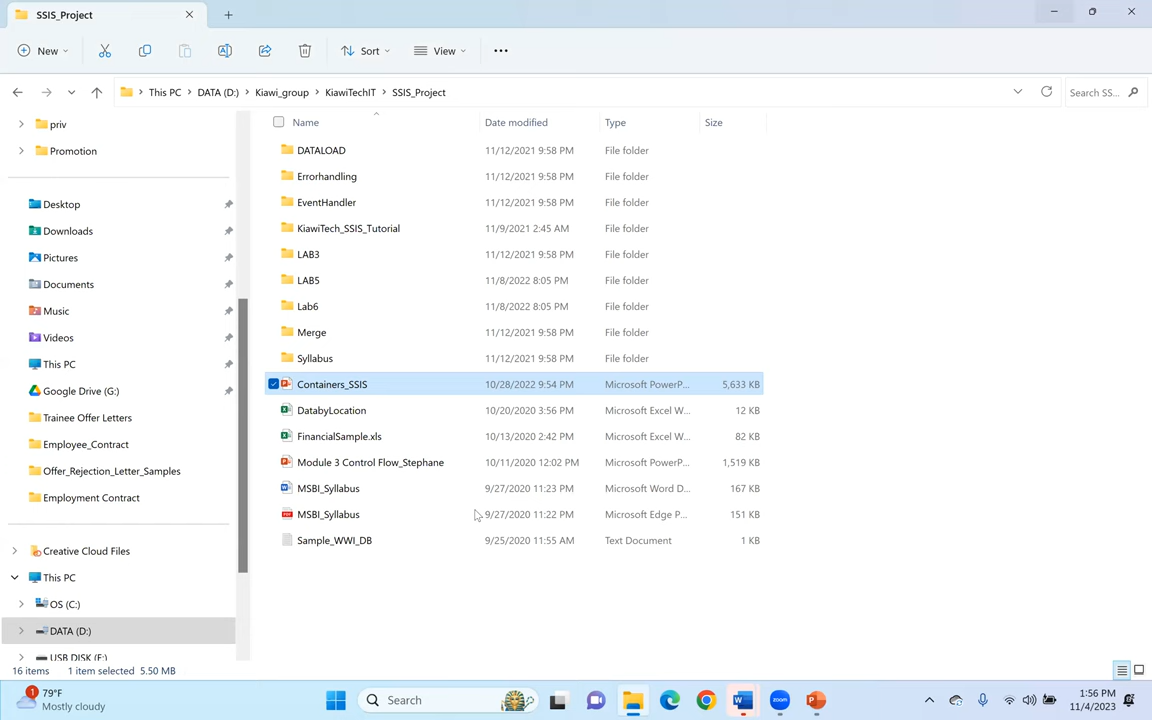 SSIS_Project
New
Sort
View
This PC
DATA (D:)
Kiawi_group
KiawiTechIT
SSIS_Project
Search SS...
priv
Promotion
Desktop
Downloads
Pictures
Documents
Music
Videos
This PC
Google Drive (G:)
Trainee Offer Letters
Employee_Contract
Offer_Rejection_Letter_Samples
Employment Contract
Creative Cloud Files
This PC
OS (C:)
DATA (D:)
USB DISK (E:)
Name Date modified Type Size
DATALOAD 11/12/2021 9:58 PM File folder
Errorhandling 11/12/2021 9:58 PM File folder
EventHandler 11/12/2021 9:58 PM File folder
KiawiTech_SSIS_Tutorial 11/9/2021 2:45 AM File folder
LAB3 11/12/2021 9:58 PM File folder
LAB5 11/8/2022 8:05 PM File folder
Lab6 11/8/2022 8:05 PM File folder
Merge 11/12/2021 9:58 PM File folder
Syllabus 11/12/2021 9:58 PM File folder
Containers_SSIS 10/28/2022 9:54 PM Microsoft PowerP... 5,633 KB
DatabyLocation 10/20/2020 3:56 PM Microsoft Excel W... 12 KB
FinancialSample.xls 10/13/2020 2:42 PM Microsoft Excel W... 82 KB
Module 3 Control Flow_Stephane 10/11/2020 12:02 PM Microsoft PowerP... 1,519 KB
MSBI_Syllabus 9/27/2020 11:23 PM Microsoft Word D... 167 KB
MSBI_Syllabus 9/27/2020 11:22 PM Microsoft Edge P... 151 KB
Sample_WWI_DB 9/25/2020 11:55 AM Text Document 1 KB
16 items 1 item selected 5.50 MB
1
79°F
Mostly cloudy
Search
zoom
1:56 PM
11/4/2023